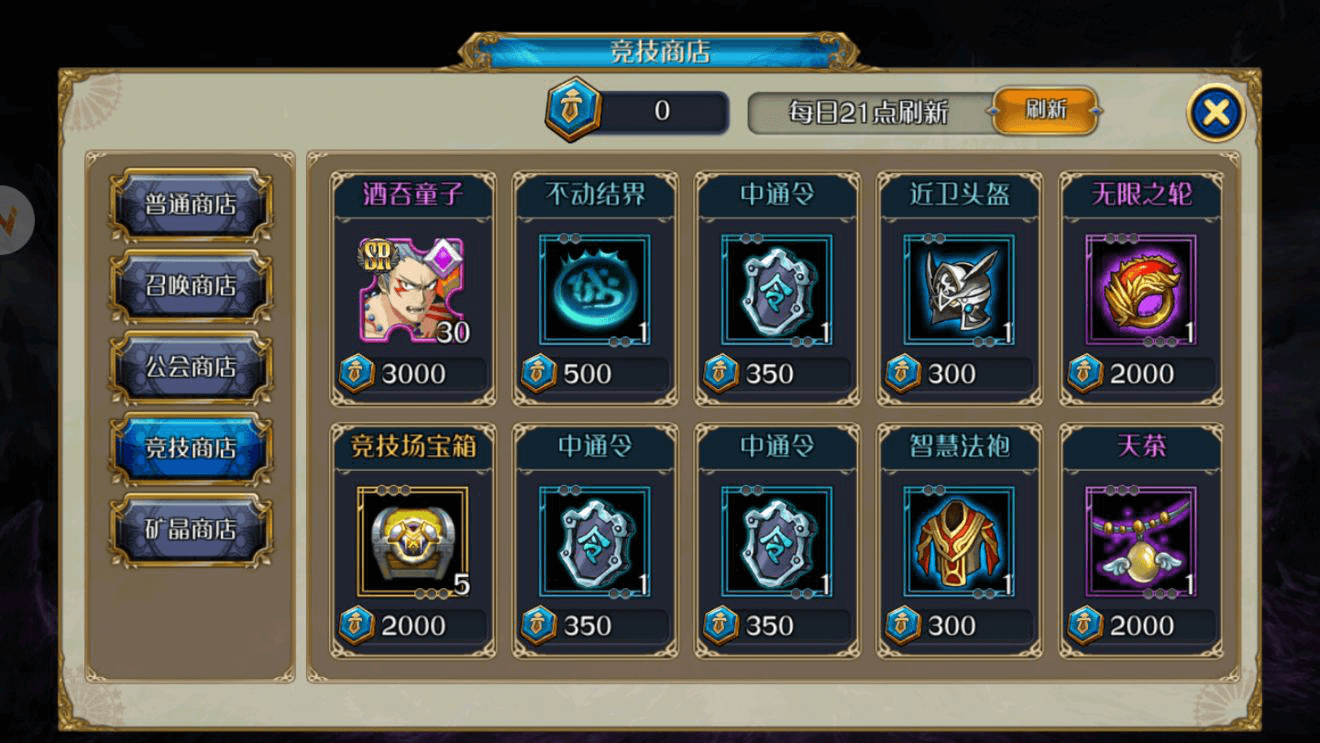 竞技商店
0
每日21点刷新
刷新
普通商店
召唤商店
公会商店
竞技商店
矿晶商店
酒吞童子
SR
30
3000
不动结界
1
500
中通令
令
1
350
近卫头盔
1
300
无限之轮
1
2000
竞技场宝箱
5
2000
中通令
令
1
350
中通令
令
1
350
智慧法袍
1
300
天茶
1
2000